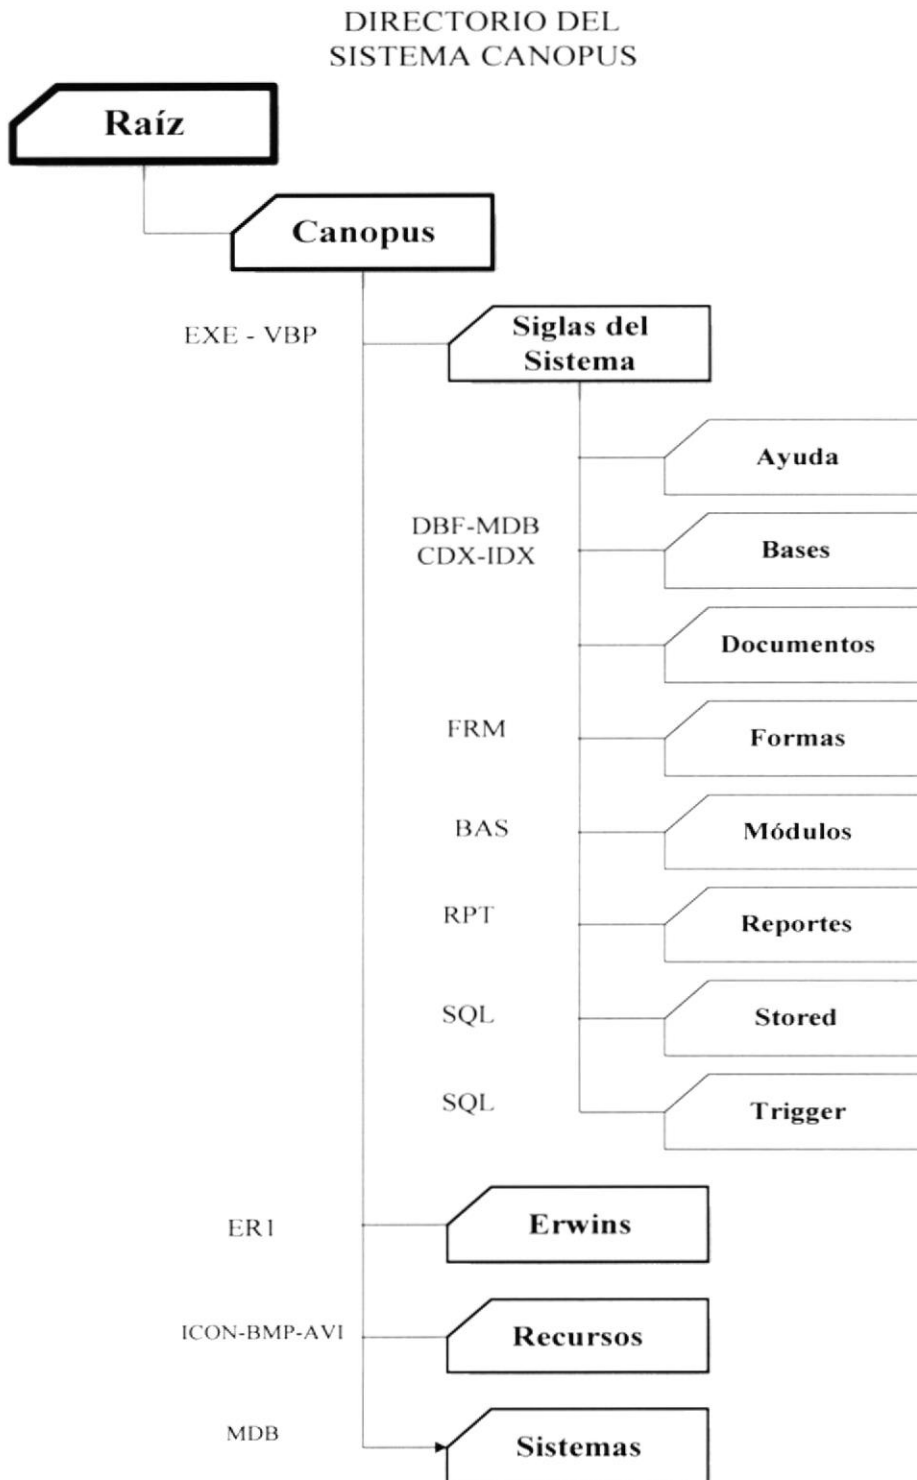 DIRECTORIO DEL
SISTEMA CANOPUS
Raíz
Canopus
EXE - VBP
Siglas del
Sistema
Ayuda
DBF-MDB
CDX-IDX
Bases
Documentos
FRM
Formas
BAS
Módulos
RPT
Reportes
SQL
Stored
SQL
Trigger
ER1
Erwins
ICON-BMP-AVI
Recursos
MDB
Sistemas